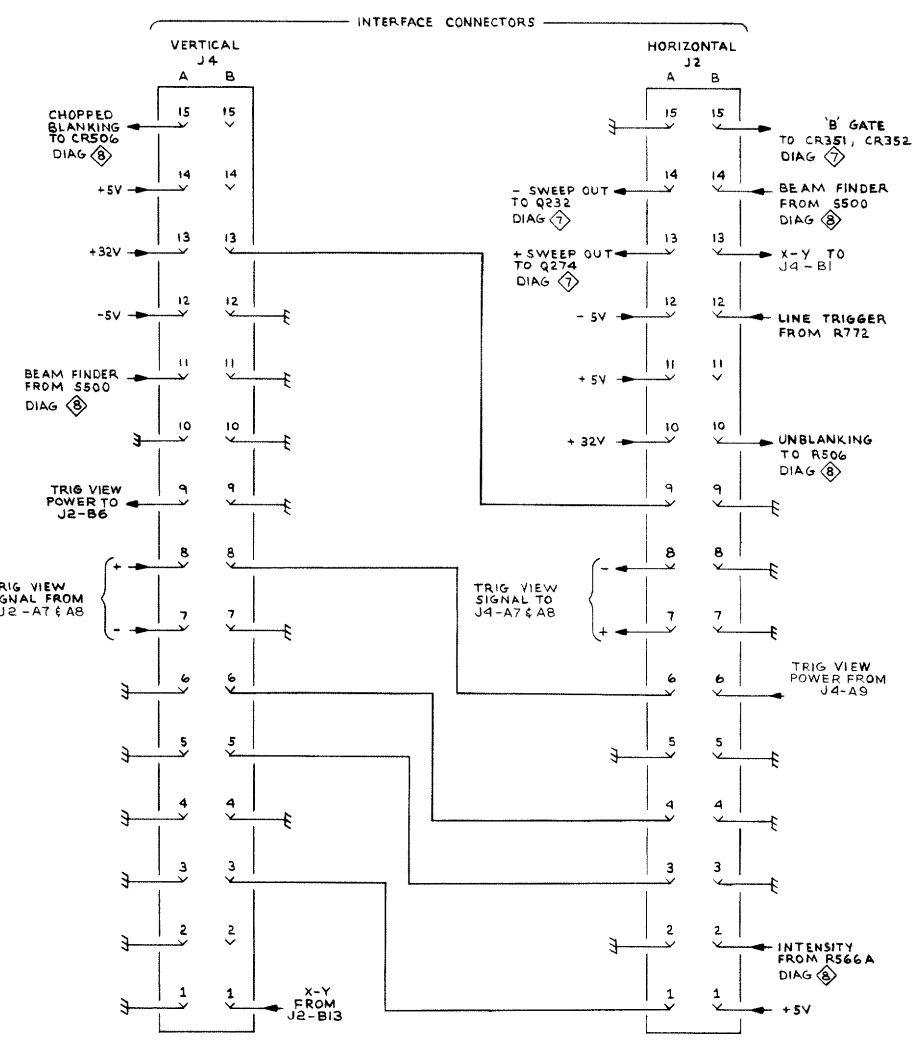 INTERFACE CONNECTORS
VERTICAL
J4
A B
HORIZONTAL
J2
A B
CHOPPED
BLANKING
TO CR506
DIAG 8
15 15
15 15
'B' GATE
TO CR351, CR352
DIAG 7
+5V
14 14
- SWEEP OUT
TO Q232
DIAG 7
14 14
BEAM FINDER
FROM S500
DIAG 8
+32V
13 13
+ SWEEP OUT
TO Q274
DIAG 7
13 13
X-Y TO
J4-B1
-5V
12 12
- 5V
12 12
LINE TRIGGER
FROM R772
BEAM FINDER
FROM S500
DIAG 8
11 11
+ 5V
11 11
10 10
+ 32V
10 10
UNBLANKING
TO R506
DIAG 8
TRIG VIEW
POWER TO
J2-B6
9 9
9 9
RIG VIEW
GNAL FROM
J2-A7 & A8
+
8 8
-
7 7
TRIG VIEW
SIGNAL TO
J4-A7 & A8
-
8 8
+
7 7
6 6
6 6
TRIG VIEW
POWER FROM
J4-A9
5 5
5 5
4 4
4 4
3 3
3 3
2 2
2 2
INTENSITY
FROM R566A
DIAG 8
1 1
X-Y
FROM
J2-B13
1 1
+5V